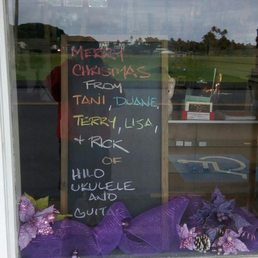 MERRY
CHRISTMAS
FROM
TANI, DUANE,
TERRY, LISA,
+ RICK
OF
HILO
UKULELE
AND
GUITAR